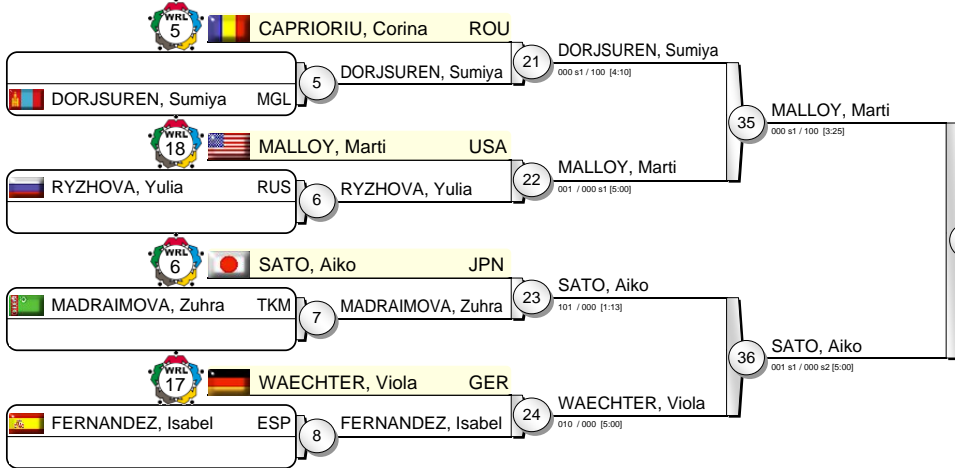 WRL 5 CAPRIORIU, Corina ROU
DORJSUREN, Sumiya MGL
5 DORJSUREN, Sumiya
21 DORJSUREN, Sumiya
000 s1 / 100 [4:10]
WRL 18 MALLOY, Marti USA
RYZHOVA, Yulia RUS
6 RYZHOVA, Yulia
22 MALLOY, Marti
001 / 000 s1 [5:00]
35 MALLOY, Marti
000 s1 / 100 [3:25]
WRL 6 SATO, Aiko JPN
MADRAIMOVA, Zuhra TKM
7 MADRAIMOVA, Zuhra
23 SATO, Aiko
101 / 000 [1:13]
WRL 17 WAECHTER, Viola GER
FERNANDEZ, Isabel ESP
8 FERNANDEZ, Isabel
24 WAECHTER, Viola
010 / 000 [5:00]
36 SATO, Aiko
001 s1 / 000 s2 [5:00]